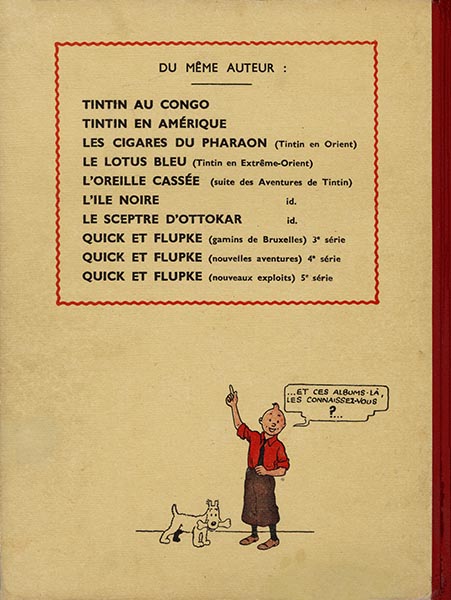 DU MÊME AUTEUR :
TINTIN AU CONGO
TINTIN EN AMÉRIQUE
LES CIGARES DU PHARAON (Tintin en Orient)
LE LOTUS BLEU (Tintin en Extrême-Orient)
L'OREILLE CASSÉE (suite des Aventures de Tintin)
L'ILE NOIRE id.
LE SCEPTRE D'OTTOKAR id.
QUICK ET FLUPKE (gamins de Bruxelles) 3e série
QUICK ET FLUPKE (nouvelles aventures) 4e série
QUICK ET FLUPKE (nouveaux exploits) 5e série
...ET CES ALBUMS-LÀ,
LES CONNAISSEZ-VOUS
?....